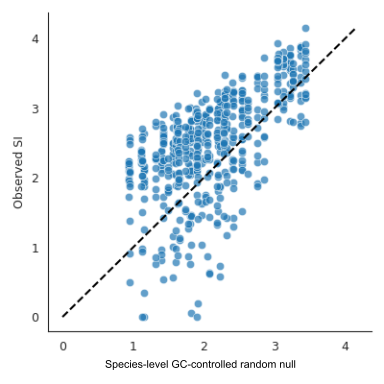 4
3
2
1
0
Observed SI
0 1 2 3 4
Species-level GC-controlled random null